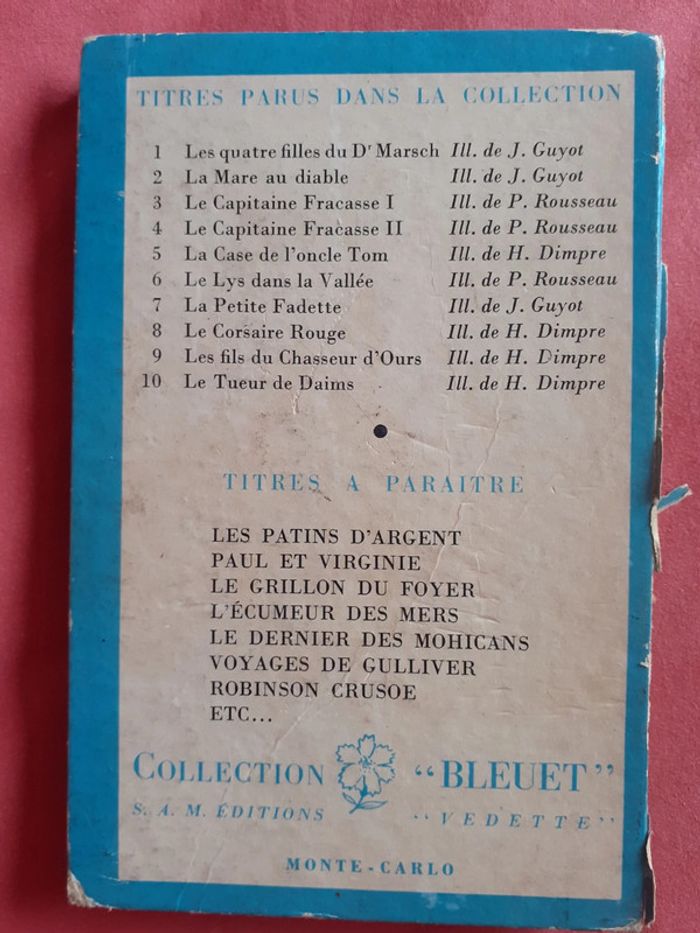 TITRES PARUS DANS LA COLLECTION
1 Les quatre filles du Dr Marsch Ill. de J. Guyot
2 La Mare au diable Ill. de J. Guyot
3 Le Capitaine Fracasse I Ill. de P. Rousseau
4 Le Capitaine Fracasse II Ill. de P. Rousseau
5 La Case de l'oncle Tom Ill. de H. Dimpre
6 Le Lys dans la Vallée Ill. de P. Rousseau
7 La Petite Fadette Ill. de J. Guyot
8 Le Corsaire Rouge Ill. de H. Dimpre
9 Les fils du Chasseur d'Ours Ill. de H. Dimpre
10 Le Tueur de Daims Ill. de H. Dimpre
TITRES A PARAITRE
LES PATINS D'ARGENT
PAUL ET VIRGINIE
LE GRILLON DU FOYER
L'ÉCUMEUR DES MERS
LE DERNIER DES MOHICANS
VOYAGES DE GULLIVER
ROBINSON CRUSOE
ETC...
COLLECTION "BLEUET"
S. A. M. ÉDITIONS "VEDETTE"
MONTE-CARLO